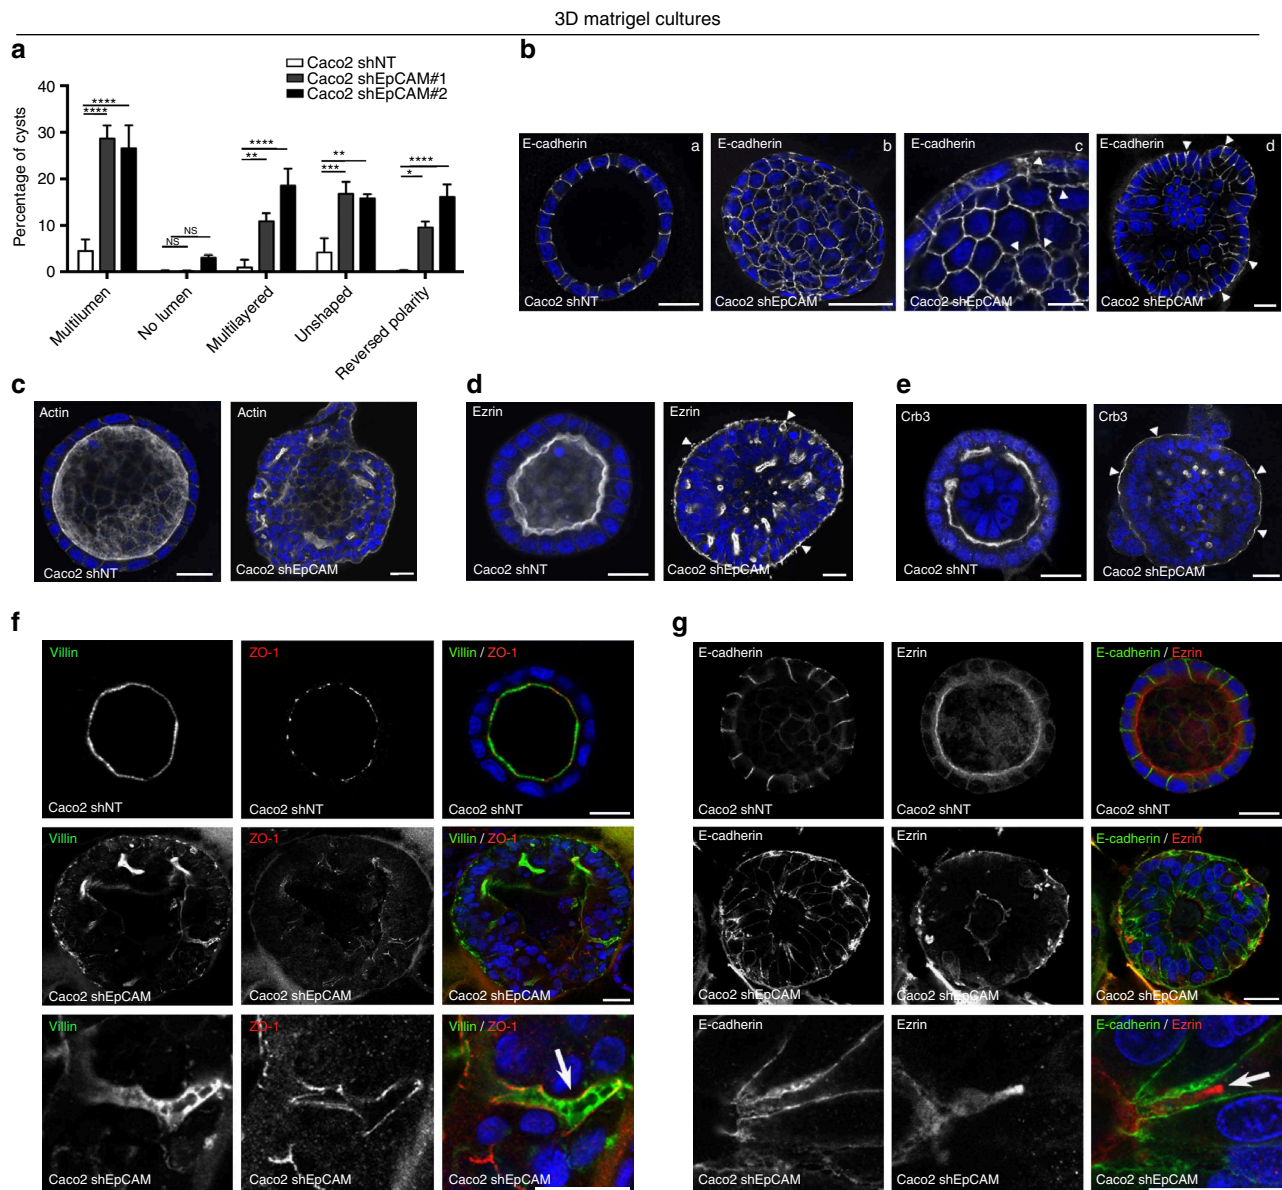 3D matrigel cultures
a
Caco2 shNT
Caco2 shEpCAM#1
Caco2 shEpCAM#2
Percentage of cysts
40
30
20
10
0
****
****
NS
NS
****
**
**
***
****
*
Multilumen
No lumen
Multilayered
Unshaped
Reversed polarity
b
E-cadherin
a
Caco2 shNT
E-cadherin
b
Caco2 shEpCAM
E-cadherin
c
Caco2 shEpCAM
E-cadherin
d
Caco2 shEpCAM
c
Actin
Caco2 shNT
Actin
Caco2 shEpCAM
d
Ezrin
Caco2 shNT
Ezrin
Caco2 shEpCAM
e
Crb3
Caco2 shNT
Crb3
Caco2 shEpCAM
f
Villin
Caco2 shNT
ZO-1
Caco2 shNT
Villin / ZO-1
Caco2 shNT
Villin
Caco2 shEpCAM
ZO-1
Caco2 shEpCAM
Villin / ZO-1
Caco2 shEpCAM
Villin
Caco2 shEpCAM
ZO-1
Caco2 shEpCAM
Villin / ZO-1
Caco2 shEpCAM
g
E-cadherin
Caco2 shNT
Ezrin
Caco2 shNT
E-cadherin / Ezrin
Caco2 shNT
E-cadherin
Caco2 shEpCAM
Ezrin
Caco2 shEpCAM
E-cadherin / Ezrin
Caco2 shEpCAM
E-cadherin
Caco2 shEpCAM
Ezrin
Caco2 shEpCAM
E-cadherin / Ezrin
Caco2 shEpCAM